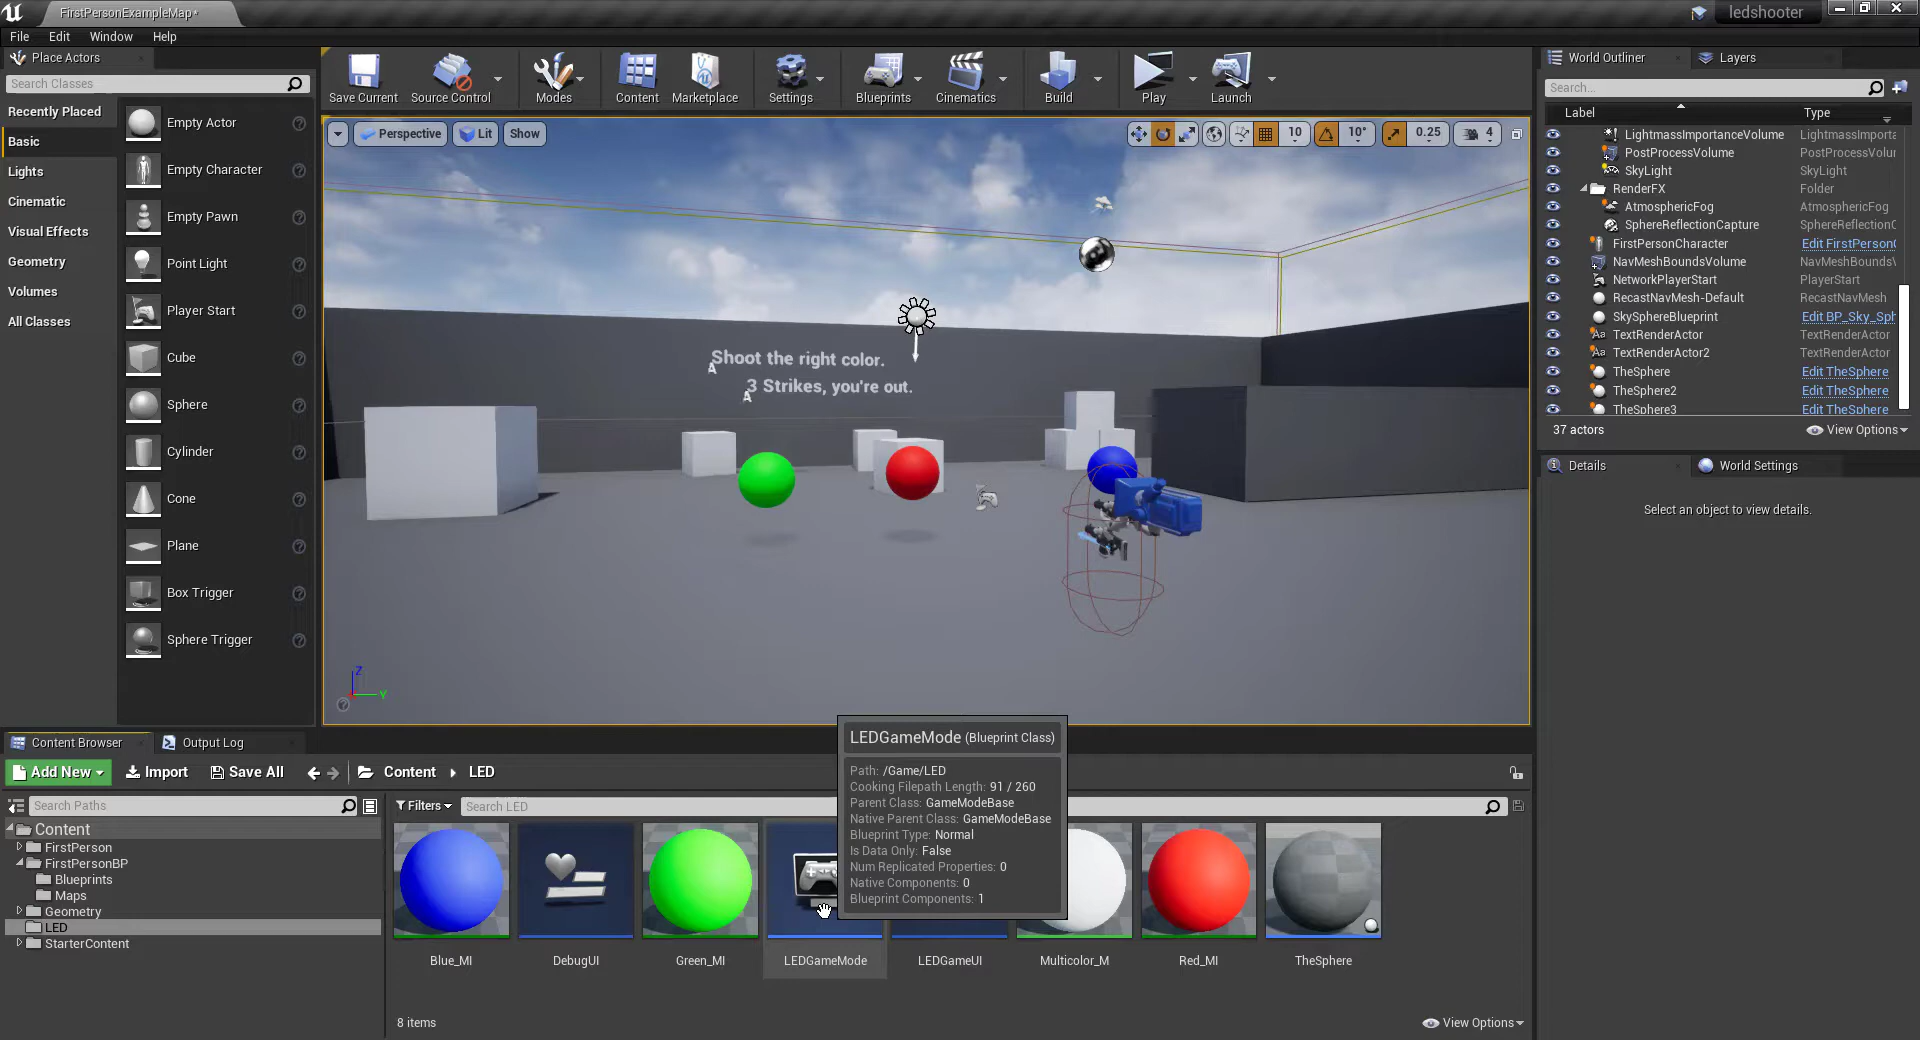 FirstPersonExampleMap*
ledshooter
File Edit Window Help
Place Actors
Search Classes
Recently Placed
Basic
Lights
Cinematic
Visual Effects
Geometry
Volumes
All Classes
Empty Actor
Empty Character
Empty Pawn
Point Light
Player Start
Cube
Sphere
Cylinder
Cone
Plane
Box Trigger
Sphere Trigger
Save Current Source Control Modes Content Marketplace Settings Blueprints Cinematics Build Play Launch
Perspective Lit Show
10 10° 0.25 4
Shoot the right color.
3 Strikes, you're out.
Z
Y
World Outliner Layers
Search...
Label Type
LightmassImportanceVolume LightmassImporta
PostProcessVolume PostProcessVolur
SkyLight SkyLight
RenderFX Folder
AtmosphericFog AtmosphericFog
SphereReflectionCapture SphereReflectionC
FirstPersonCharacter Edit FirstPersonC
NavMeshBoundsVolume NavMeshBoundsV
NetworkPlayerStart PlayerStart
RecastNavMesh-Default RecastNavMesh
SkySphereBlueprint Edit BP_Sky_Sph
TextRenderActor TextRenderActor
TextRenderActor2 TextRenderActor
TheSphere Edit TheSphere
TheSphere2 Edit TheSphere
TheSphere3 Edit TheSphere
37 actors View Options
Details World Settings
Select an object to view details.
Content Browser Output Log
Add New Import Save All Content LED
Search Paths
Content
FirstPerson
FirstPersonBP
Blueprints
Maps
Geometry
LED
StarterContent
Filters Search LED
LEDGameMode (Blueprint Class)
Path: /Game/LED
Cooking Filepath Length: 91 / 260
Parent Class: GameModeBase
Native Parent Class: GameModeBase
Blueprint Type: Normal
Is Data Only: False
Num Replicated Properties: 0
Native Components: 0
Blueprint Components: 1
Blue_MI DebugUI Green_MI LEDGameMode LEDGameUI Multicolor_M Red_MI TheSphere
8 items View Options